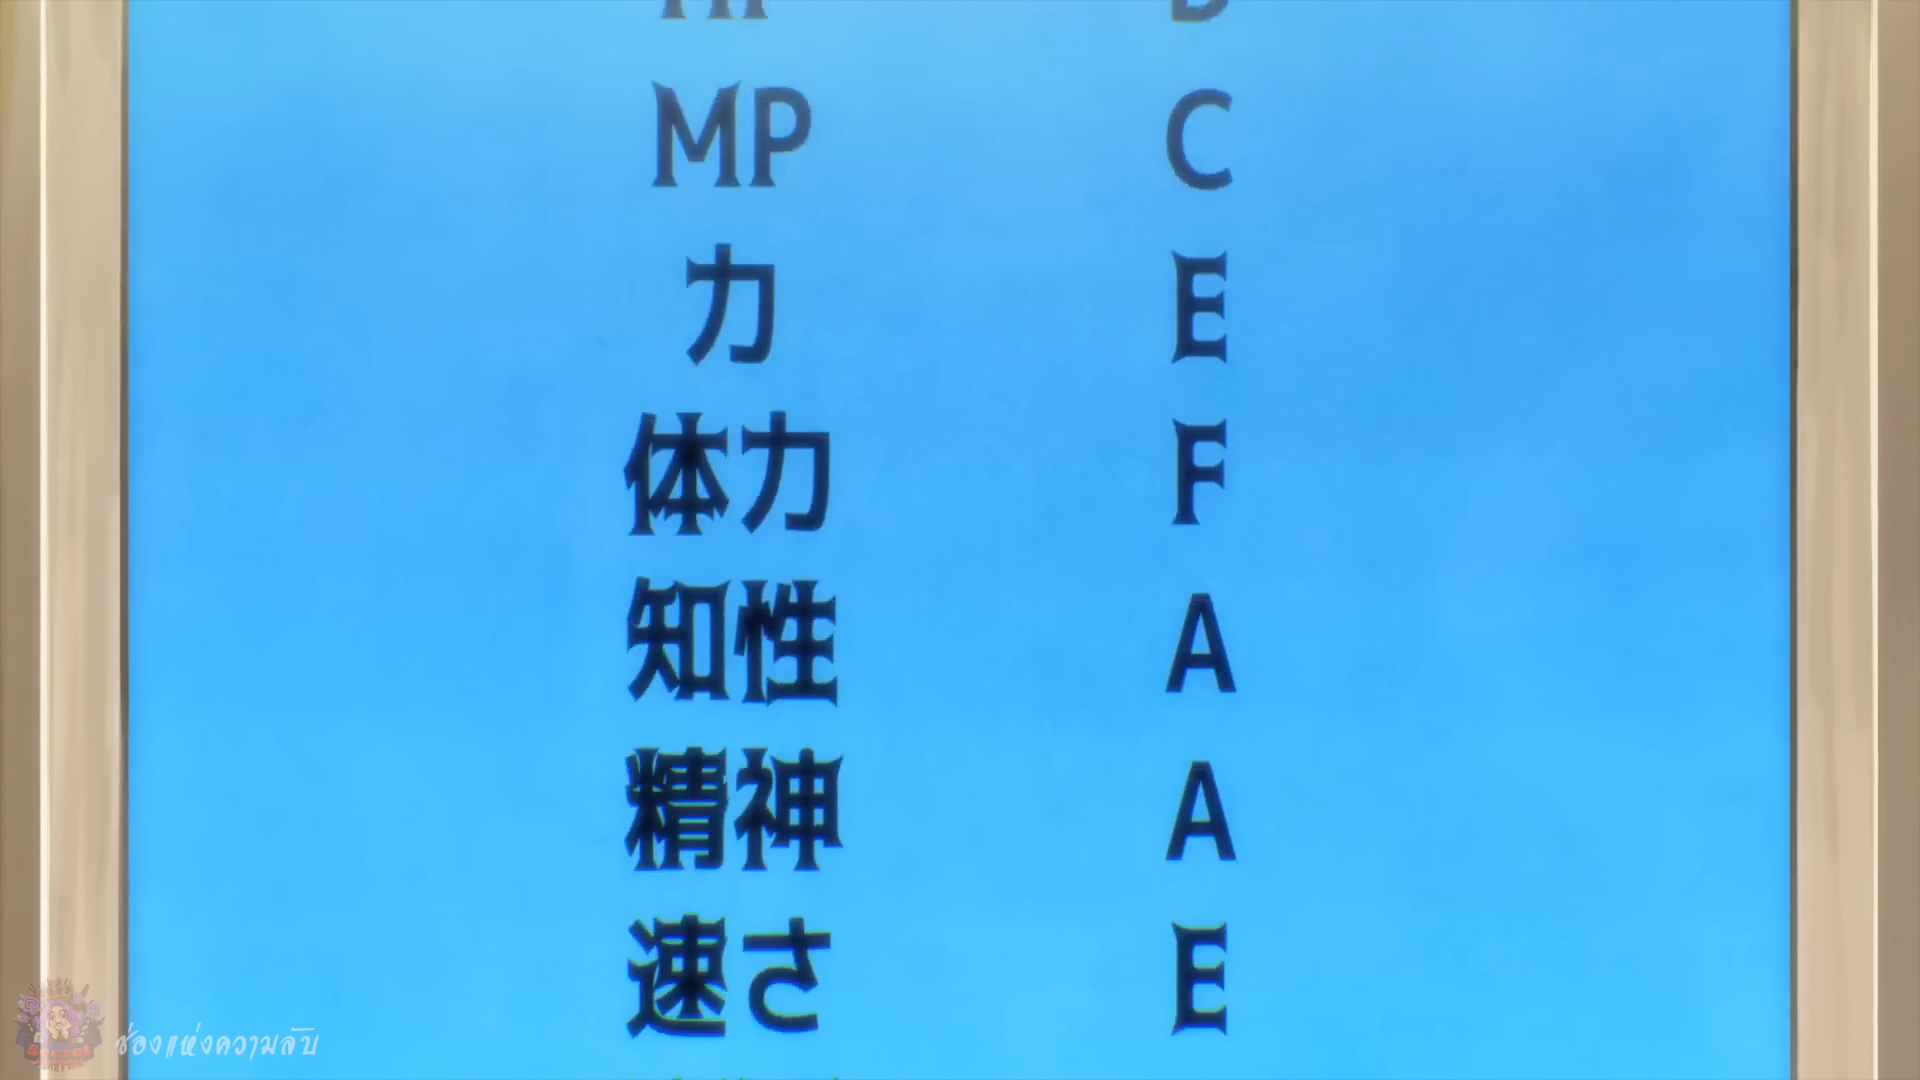 MP C
力 E
体力 F
知性 A
精神 A
速さ E
Secret ช่องแห่งความลับ